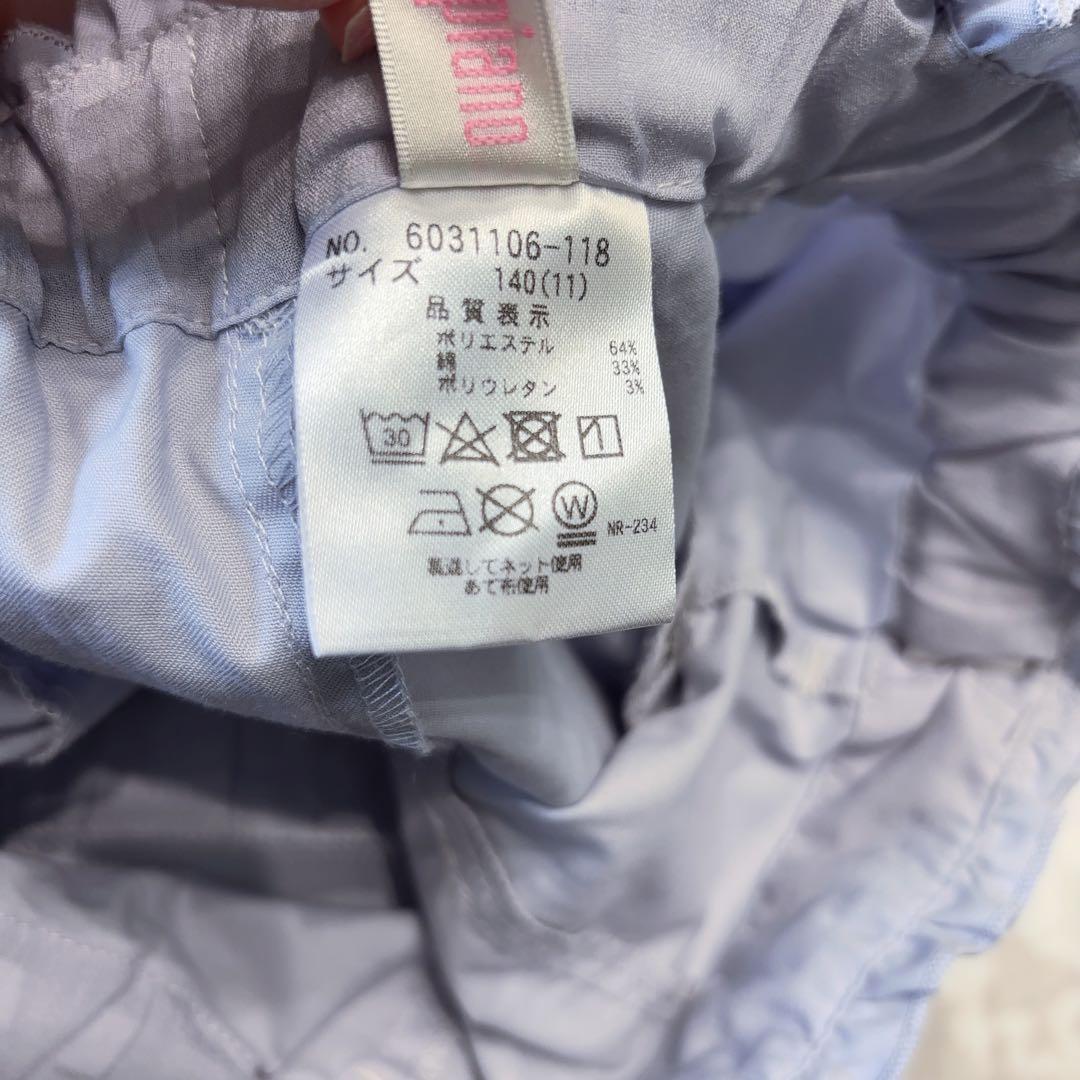 piano
NO. 6031106-118
サイズ 140(11)
品質表示
ポリエステル 64%
綿 33%
ポリウレタン 3%
30
W NR-234
裏返してネット使用
あて布使用